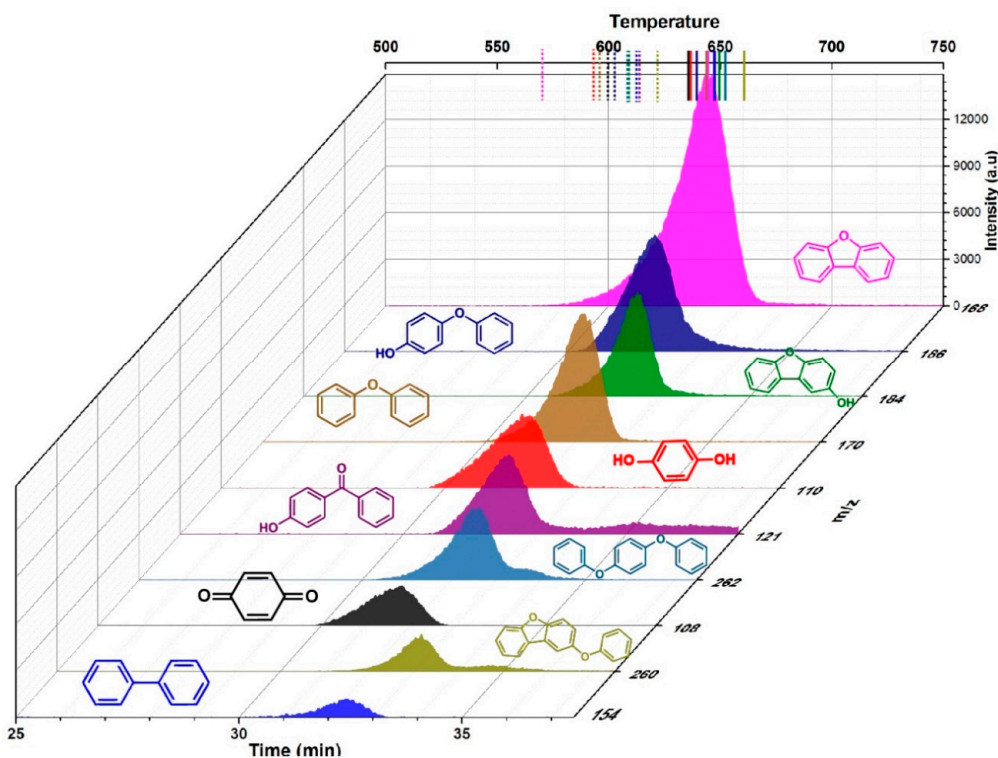 Temperature
500 550 600 650 700 750
12000
9000
6000
3000
0
Intensity (a.u)
O
168
HO O
186
O
OH
184
O
170
HO OH
110
O
HO
121
O
O
262
O O
108
O
O
260
154
m/z
25 30 35
Time (min)